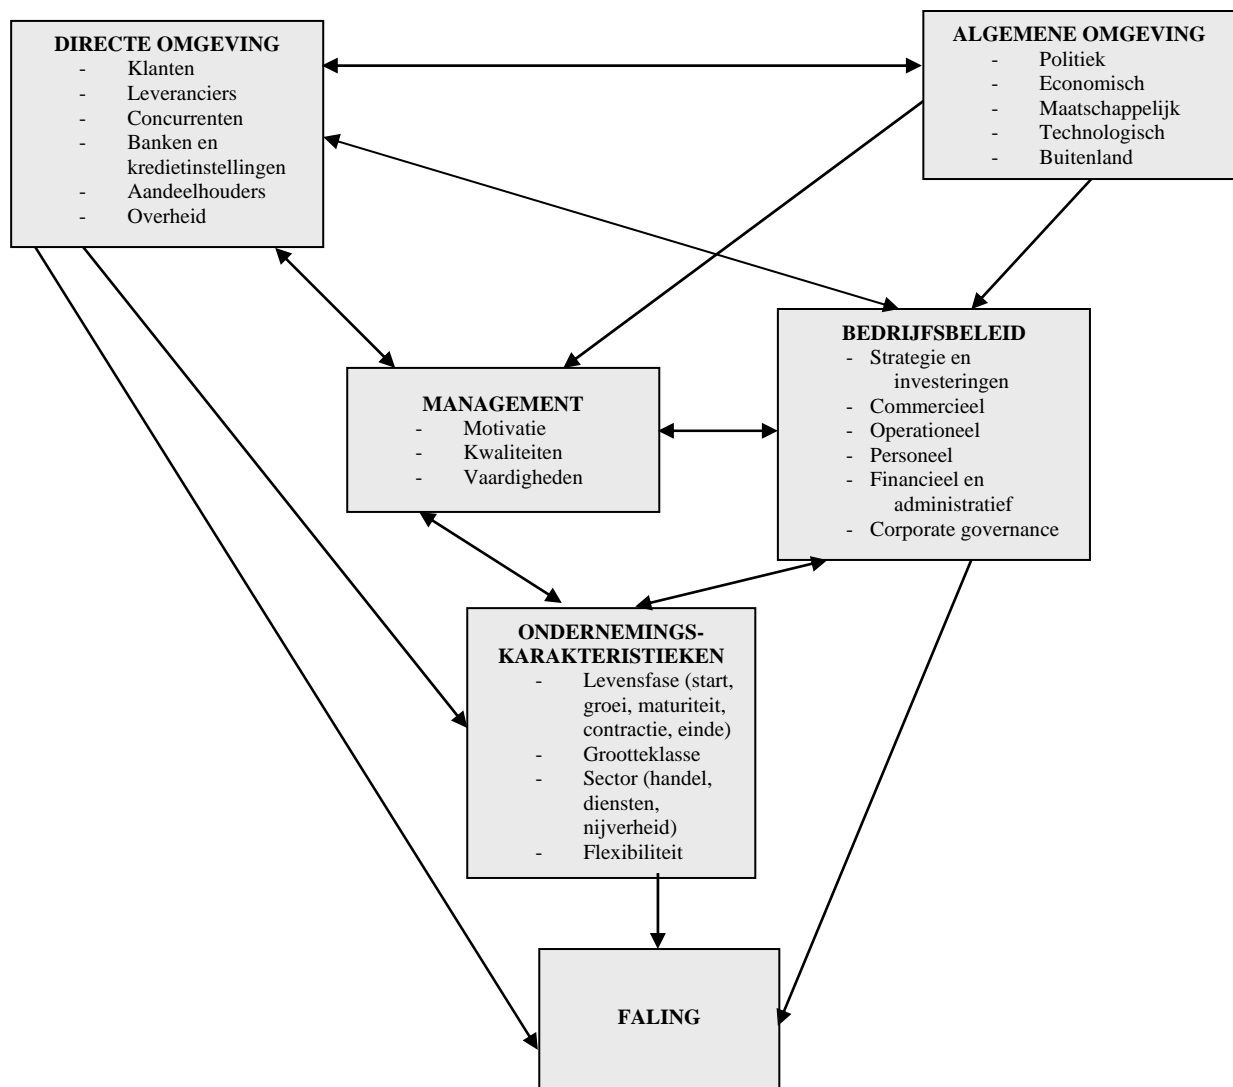 DIRECTE OMGEVING
- Klanten
- Leveranciers
- Concurrenten
- Banken en
kredietinstellingen
- Aandeelhouders
- Overheid
ALGEMENE OMGEVING
- Politiek
- Economisch
- Maatschappelijk
- Technologisch
- Buitenland
MANAGEMENT
- Motivatie
- Kwaliteiten
- Vaardigheden
BEDRIJFSBELEID
- Strategie en
investeringen
- Commercieel
- Operationeel
- Personeel
- Financieel en
administratief
- Corporate governance
ONDERNEMINGS-
KARAKTERISTIEKEN
- Levensfase (start,
groei, maturiteit,
contractie, einde)
- Grootteklasse
- Sector (handel,
diensten,
nijverheid)
- Flexibiliteit
FALING